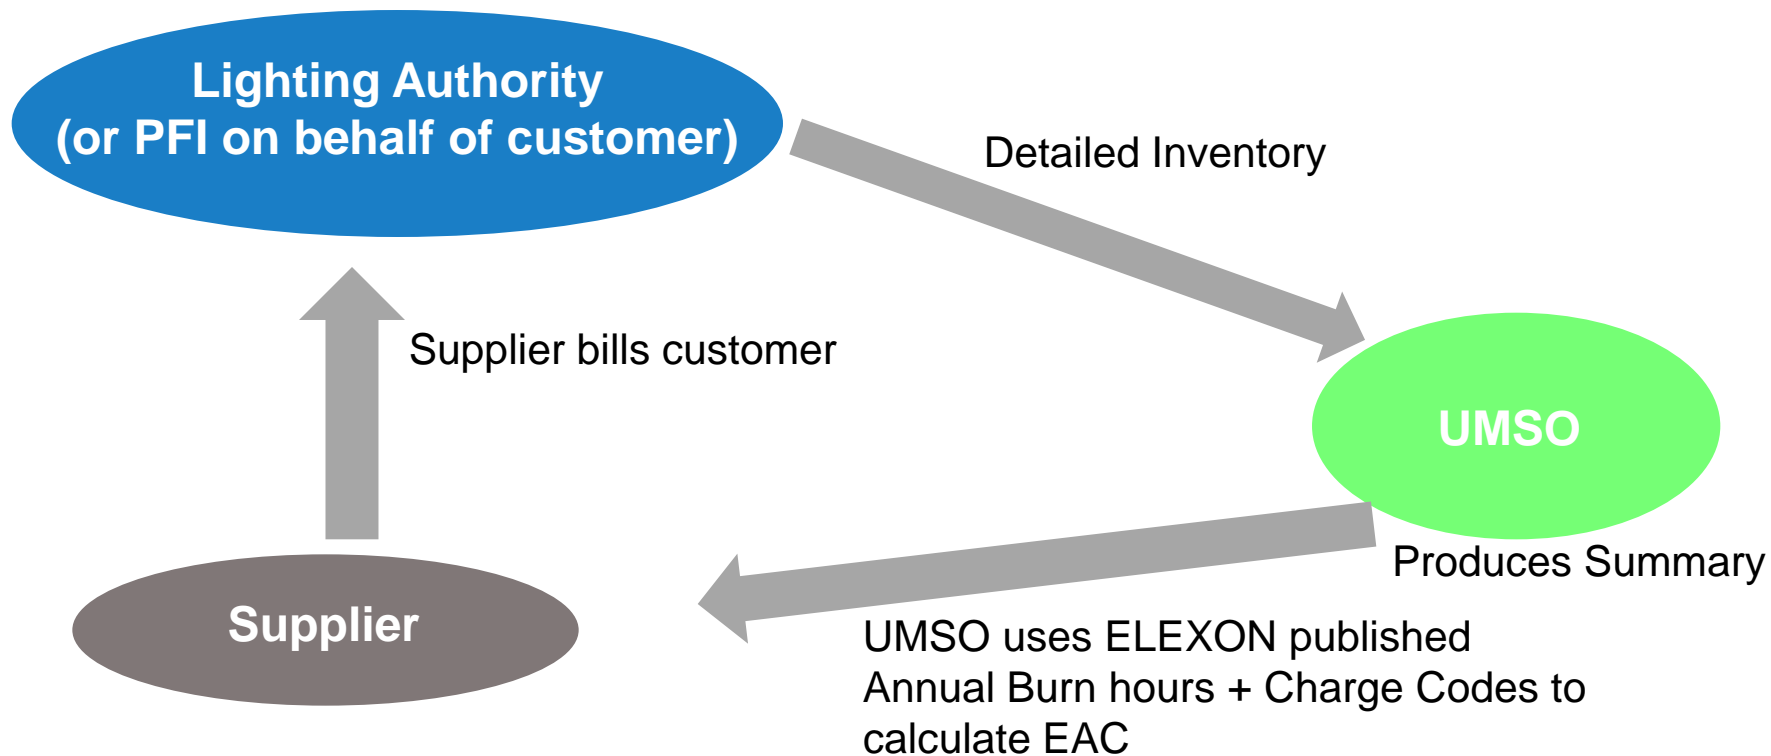 Lighting Authority
(or PFI on behalf of customer)
Detailed Inventory
Supplier bills customer
UMSO
Produces Summary
Supplier
UMSO uses ELEXON published
Annual Burn hours + Charge Codes to
calculate EAC